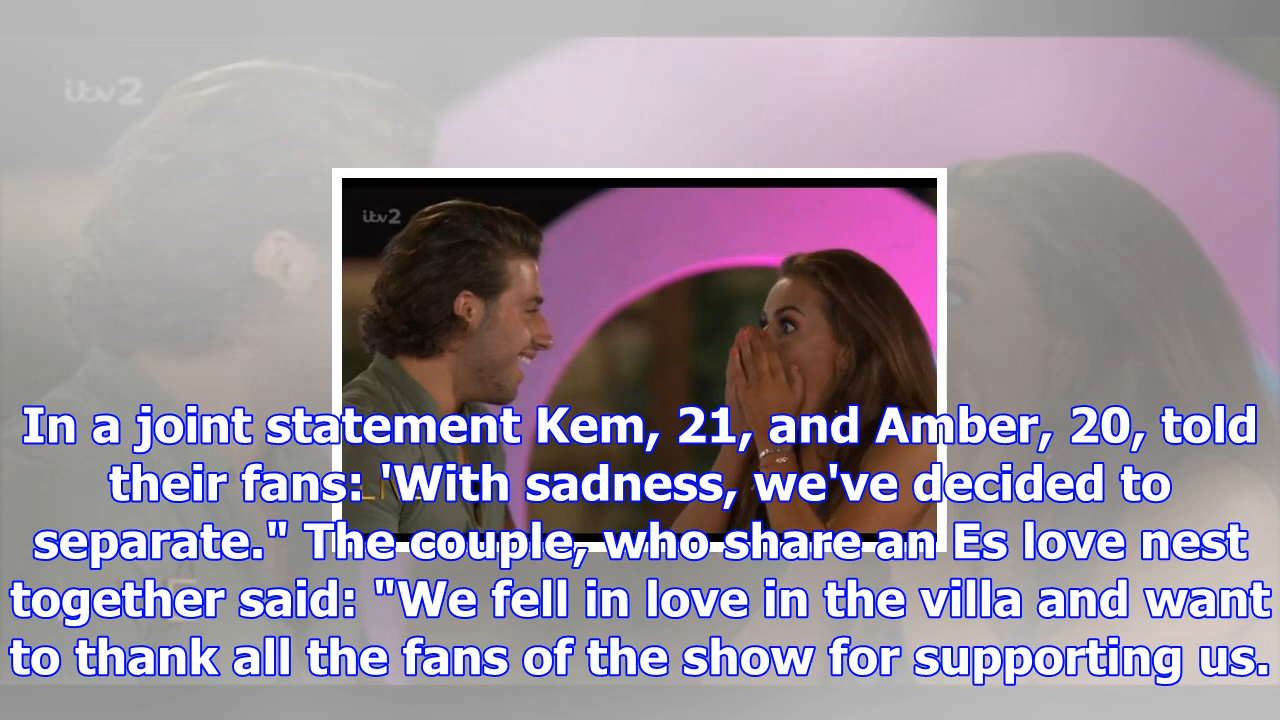 itv2
itv2
In a joint statement Kem, 21, and Amber, 20, told
their fans: 'With sadness, we've decided to
separate." The couple, who share an Es love nest
together said: "We fell in love in the villa and want
to thank all the fans of the show for supporting us.